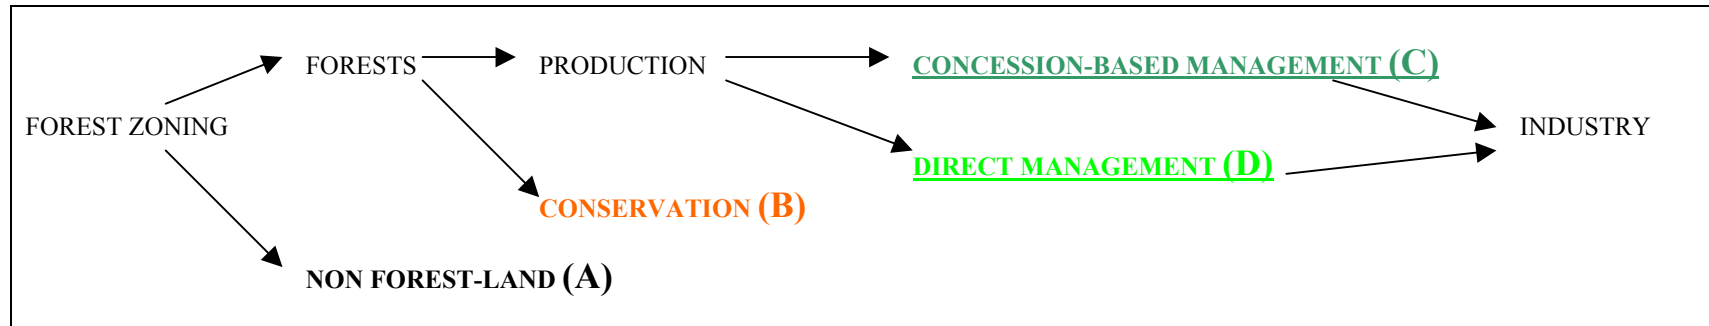 FORESTS
PRODUCTION
CONCESSION-BASED MANAGEMENT (C)
FOREST ZONING
INDUSTRY
DIRECT MANAGEMENT (D)
CONSERVATION (B)
NON FOREST-LAND (A)